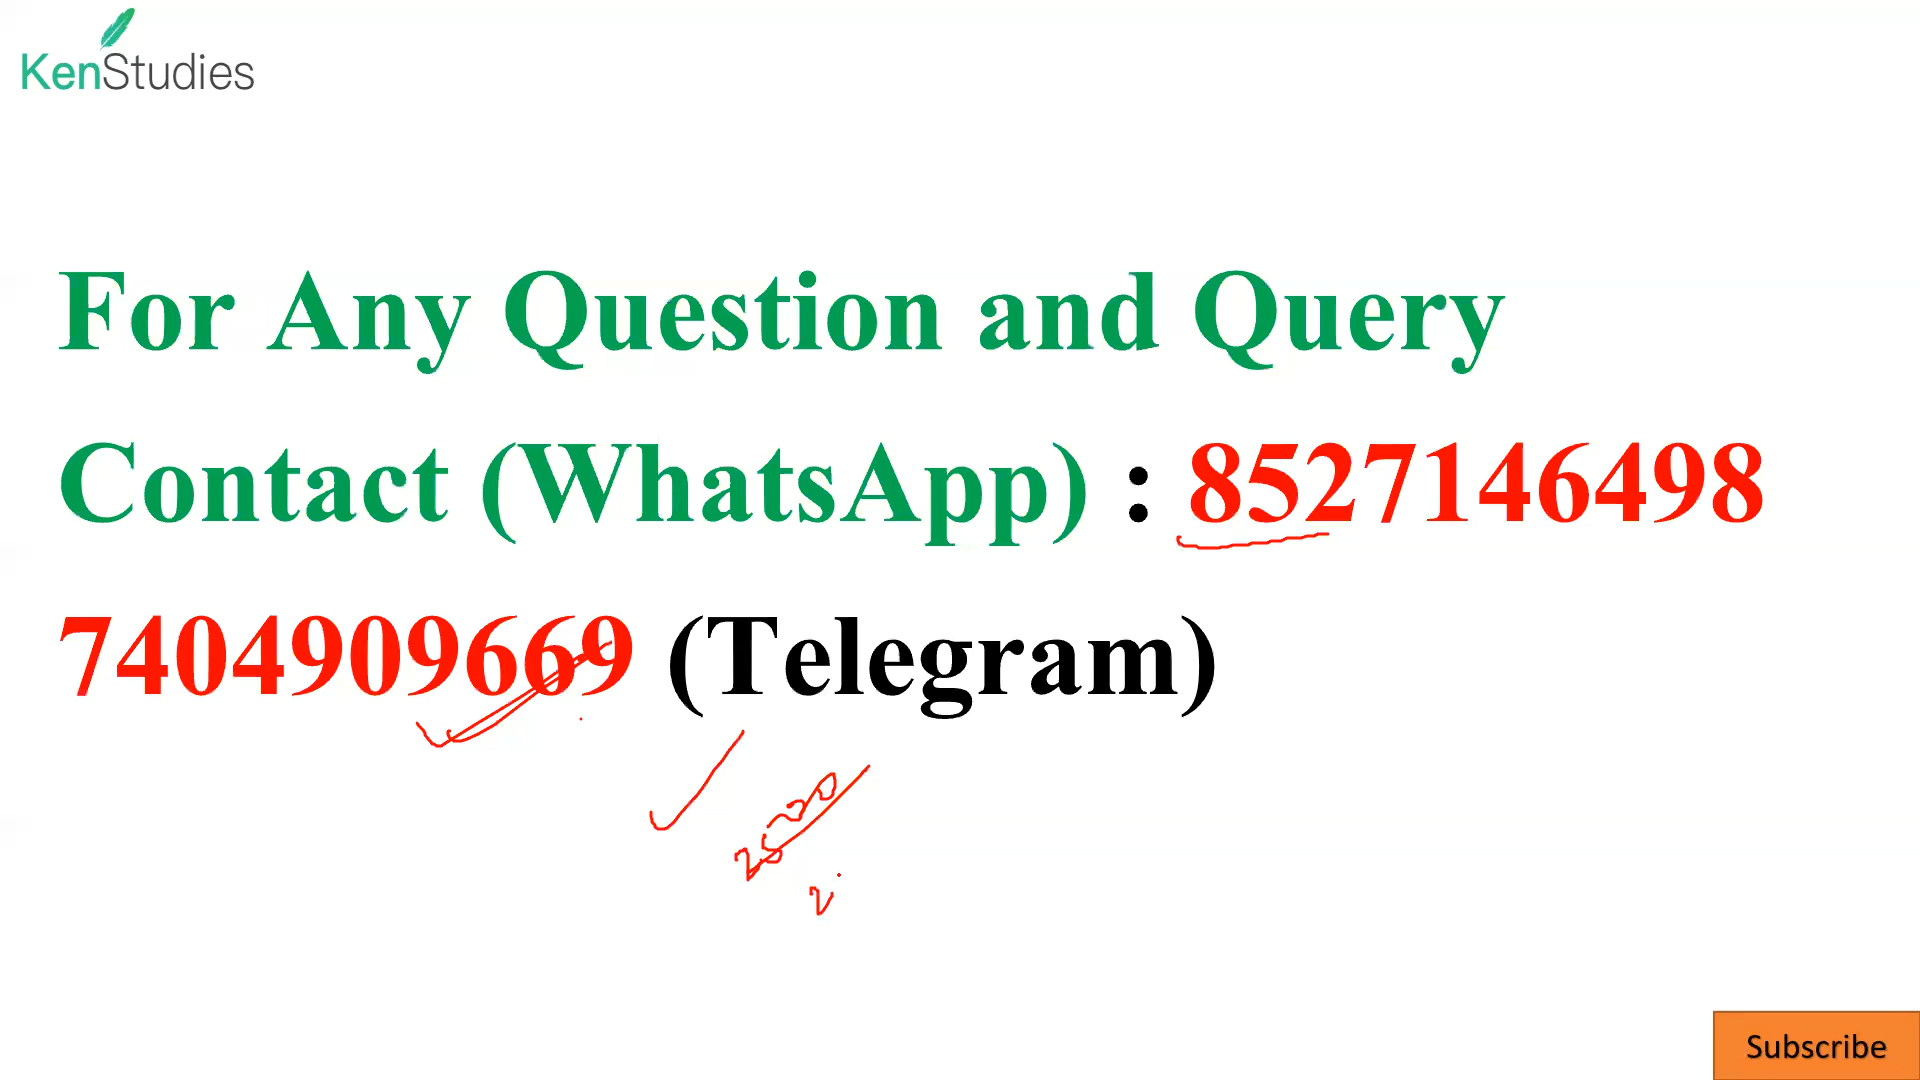 KenStudies
For Any Question and Query
Contact (WhatsApp) : 8527146498
7404909669 (Telegram)
Subscribe